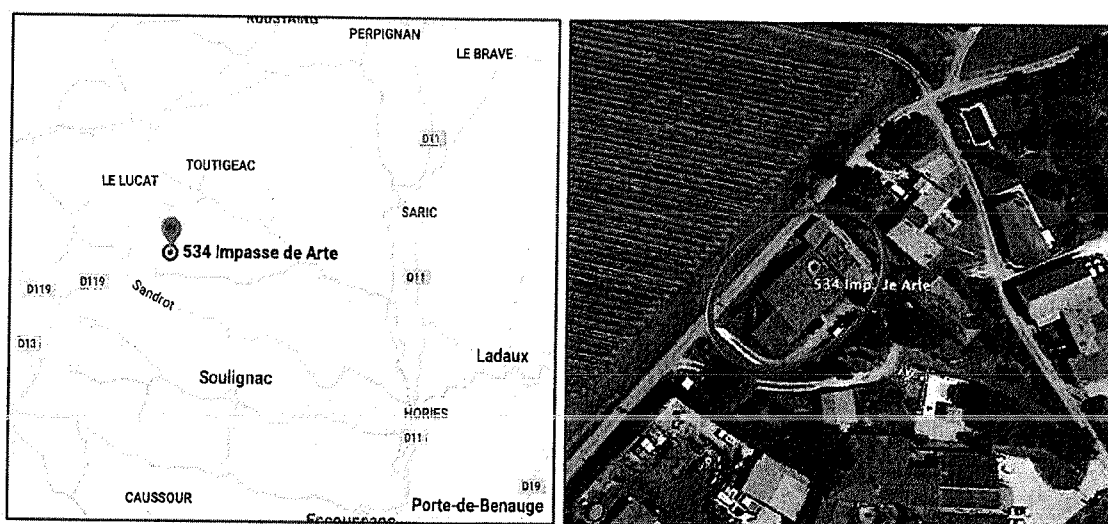 ROUSTAING
PERPIGNAN
LE BRAVE
D11
TOUTIGEAC
LE LUCAT
SARIC
534 Impasse de Arte
D119
D119
D11
Sandrot
D13
Ladaux
Soulignac
HORIES
D11
D19
CAUSSOUR
Porte-de-Benauge
534 Imp. de Arte